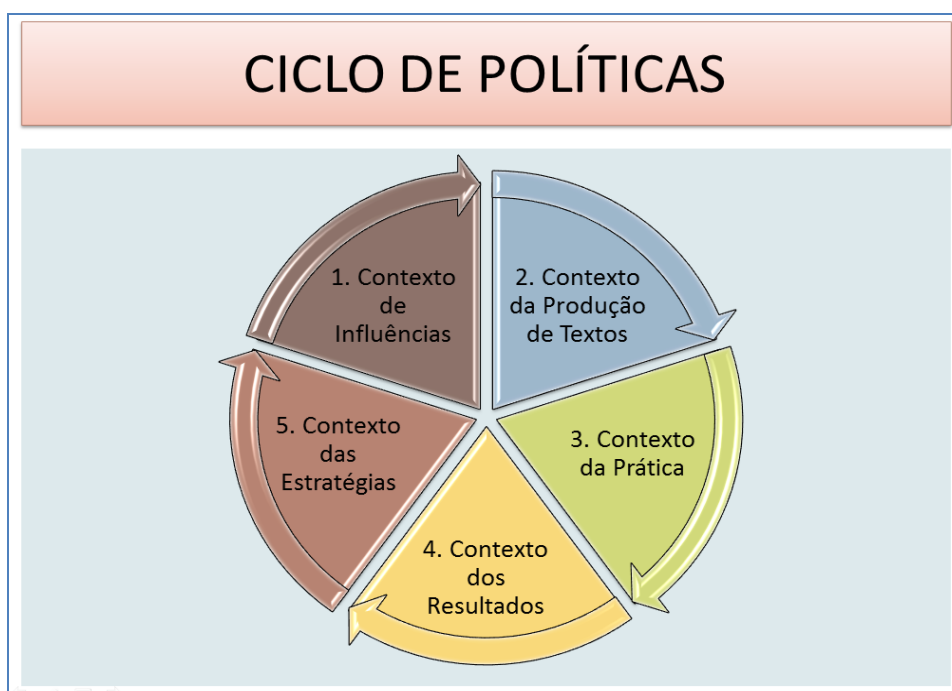 CICLO DE POLÍTICAS
1. Contexto
de
Influências
2. Contexto
da Produção
de Textos
3. Contexto
da Prática
4. Contexto
dos
Resultados
5. Contexto
das
Estratégias